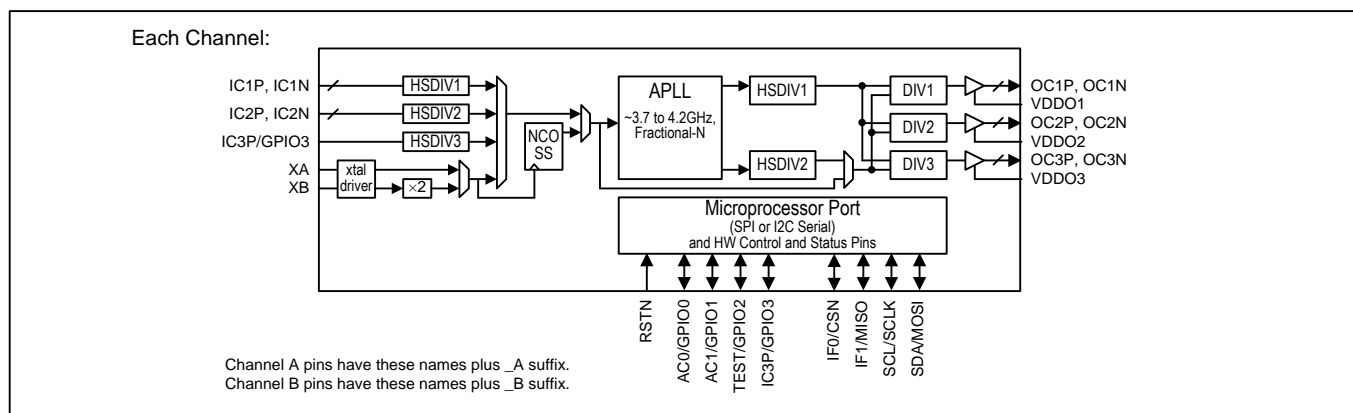 Each Channel:
IC1P, IC1N
IC2P, IC2N
IC3P/GPIO3
XA
XB
xtal
driver
×2
HSDIV1
HSDIV2
HSDIV3
NCO
SS
APLL
~3.7 to 4.2GHz,
Fractional-N
HSDIV1
HSDIV2
DIV1
DIV2
DIV3
OC1P, OC1N
VDDO1
OC2P, OC2N
VDDO2
OC3P, OC3N
VDDO3
Microprocessor Port
(SPI or I2C Serial)
and HW Control and Status Pins
RSTN
AC0/GPIO0
AC1/GPIO1
TEST/GPIO2
IC3P/GPIO3
IF0/CSN
IF1/MISO
SCL/SCLK
SDA/MOSI
Channel A pins have these names plus _A suffix.
Channel B pins have these names plus _B suffix.